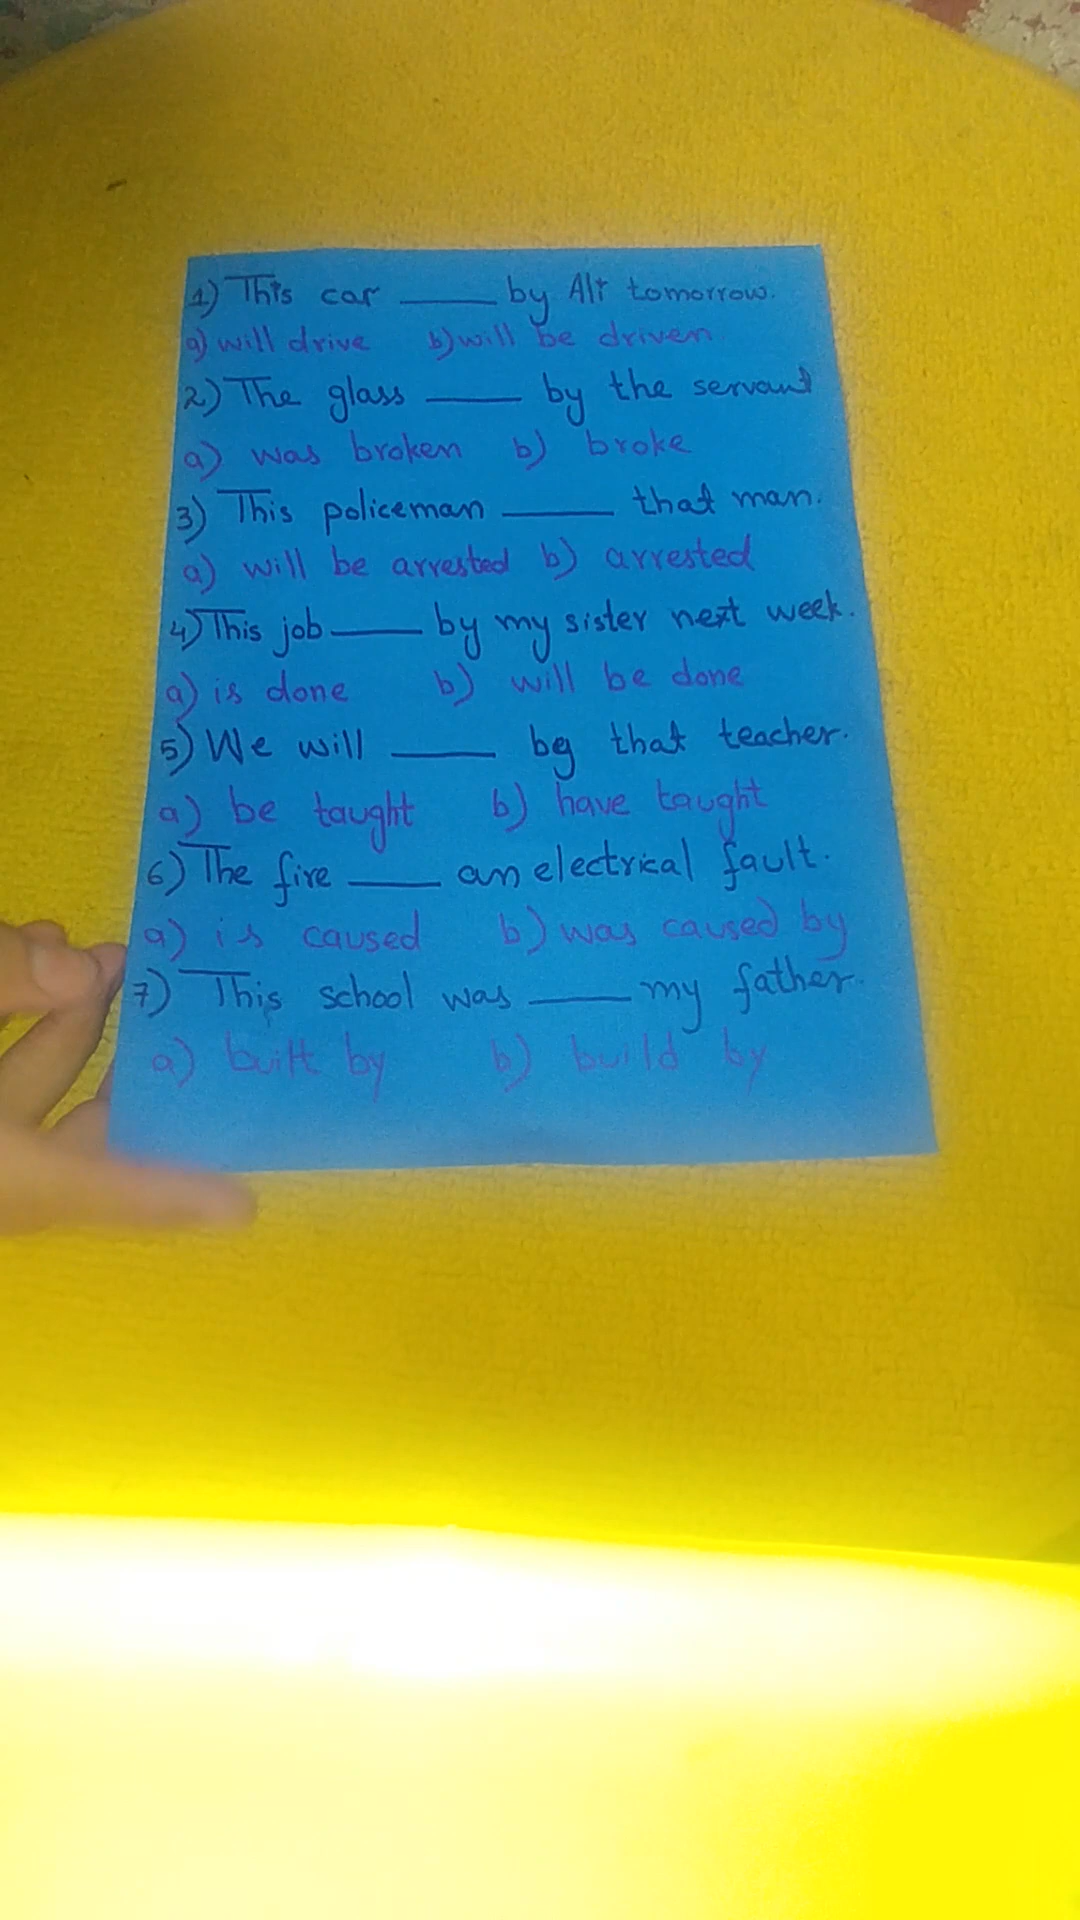 1) This car ____ by Ali tomorrow.
a) will drive b) will be driven
2) The glass ____ by the servant
a) was broken b) broke
3) This policeman ____ that man.
a) will be arrested b) arrested
4) This job ____ by my sister next week.
a) is done b) will be done
5) We will ____ by that teacher.
a) be taught b) have taught
6) The fire ____ an electrical fault.
a) is caused b) was caused by
7) This school was ____ my father.
a) built by b) build by